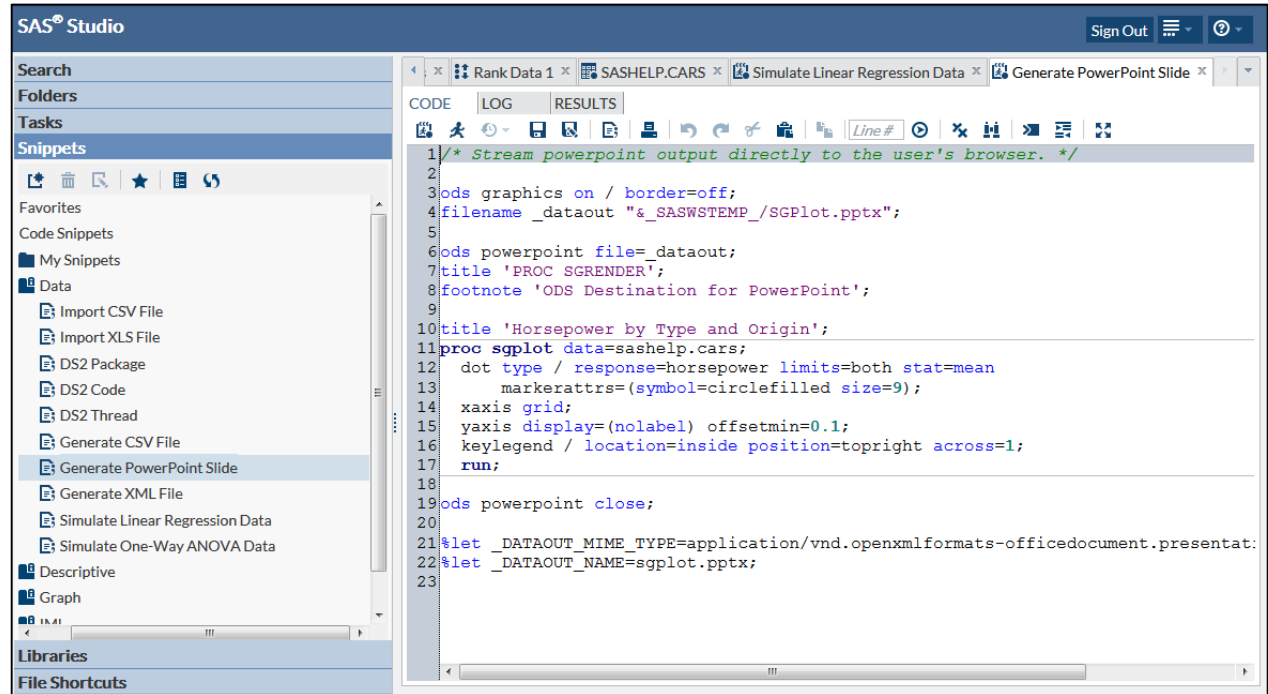 SAS® Studio
Sign Out
Search
Folders
Tasks
Snippets
Favorites
Code Snippets
My Snippets
Data
Import CSV File
Import XLS File
DS2 Package
DS2 Code
DS2 Thread
Generate CSV File
Generate PowerPoint Slide
Generate XML File
Simulate Linear Regression Data
Simulate One-Way ANOVA Data
Descriptive
Graph
IML
Libraries
File Shortcuts
Rank Data 1
SASHELP.CARS
Simulate Linear Regression Data
Generate PowerPoint Slide
CODE LOG RESULTS
Line #
1 /* Stream powerpoint output directly to the user's browser. */
2
3 ods graphics on / border=off;
4 filename _dataout "&_SASWSTEMP_/SGPlot.pptx";
5
6 ods powerpoint file=_dataout;
7 title 'PROC SGRENDER';
8 footnote 'ODS Destination for PowerPoint';
9
10 title 'Horsepower by Type and Origin';
11 proc sgplot data=sashelp.cars;
12 dot type / response=horsepower limits=both stat=mean
13 markerattrs=(symbol=circlefilled size=9);
14 xaxis grid;
15 yaxis display=(nolabel) offsetmin=0.1;
16 keylegend / location=inside position=topright across=1;
17 run;
18
19 ods powerpoint close;
20
21 %let _DATAOUT_MIME_TYPE=application/vnd.openxmlformats-officedocument.presentat
22 %let _DATAOUT_NAME=sgplot.pptx;
23